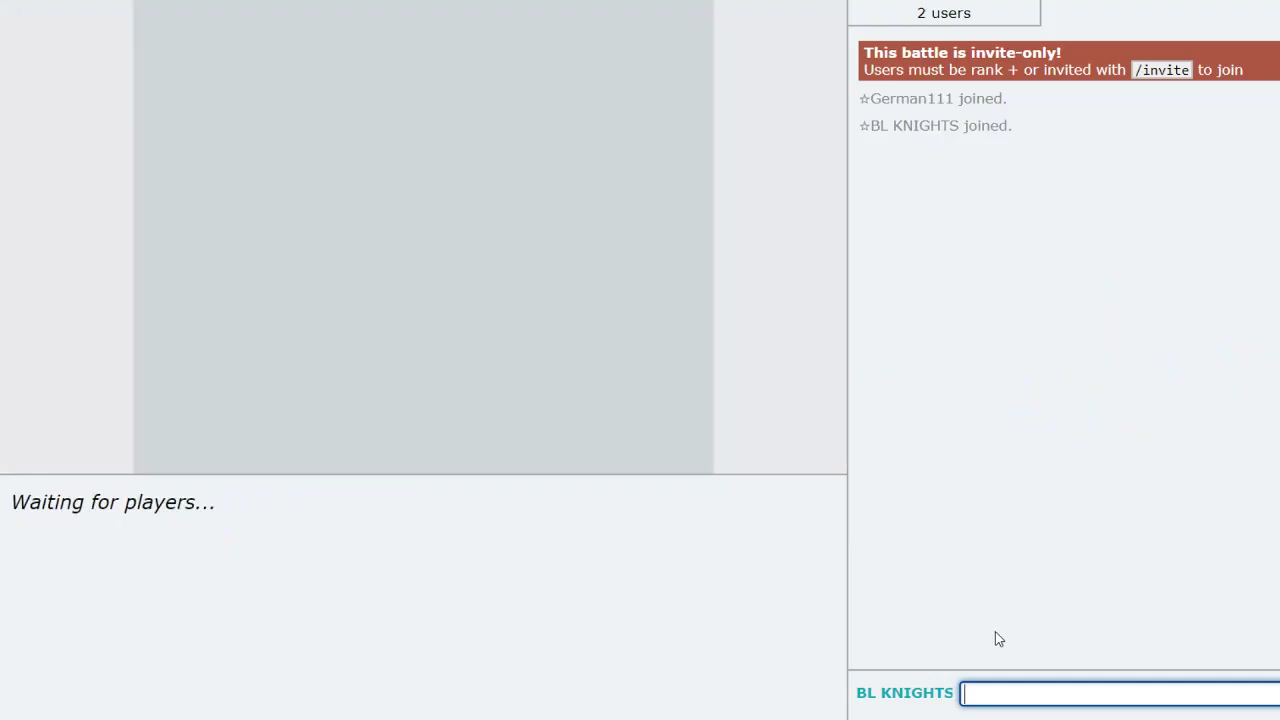 2 users
This battle is invite-only!
Users must be rank + or invited with /invite to join
☆German111 joined.
☆BL KNIGHTS joined.
Waiting for players...
BL KNIGHTS